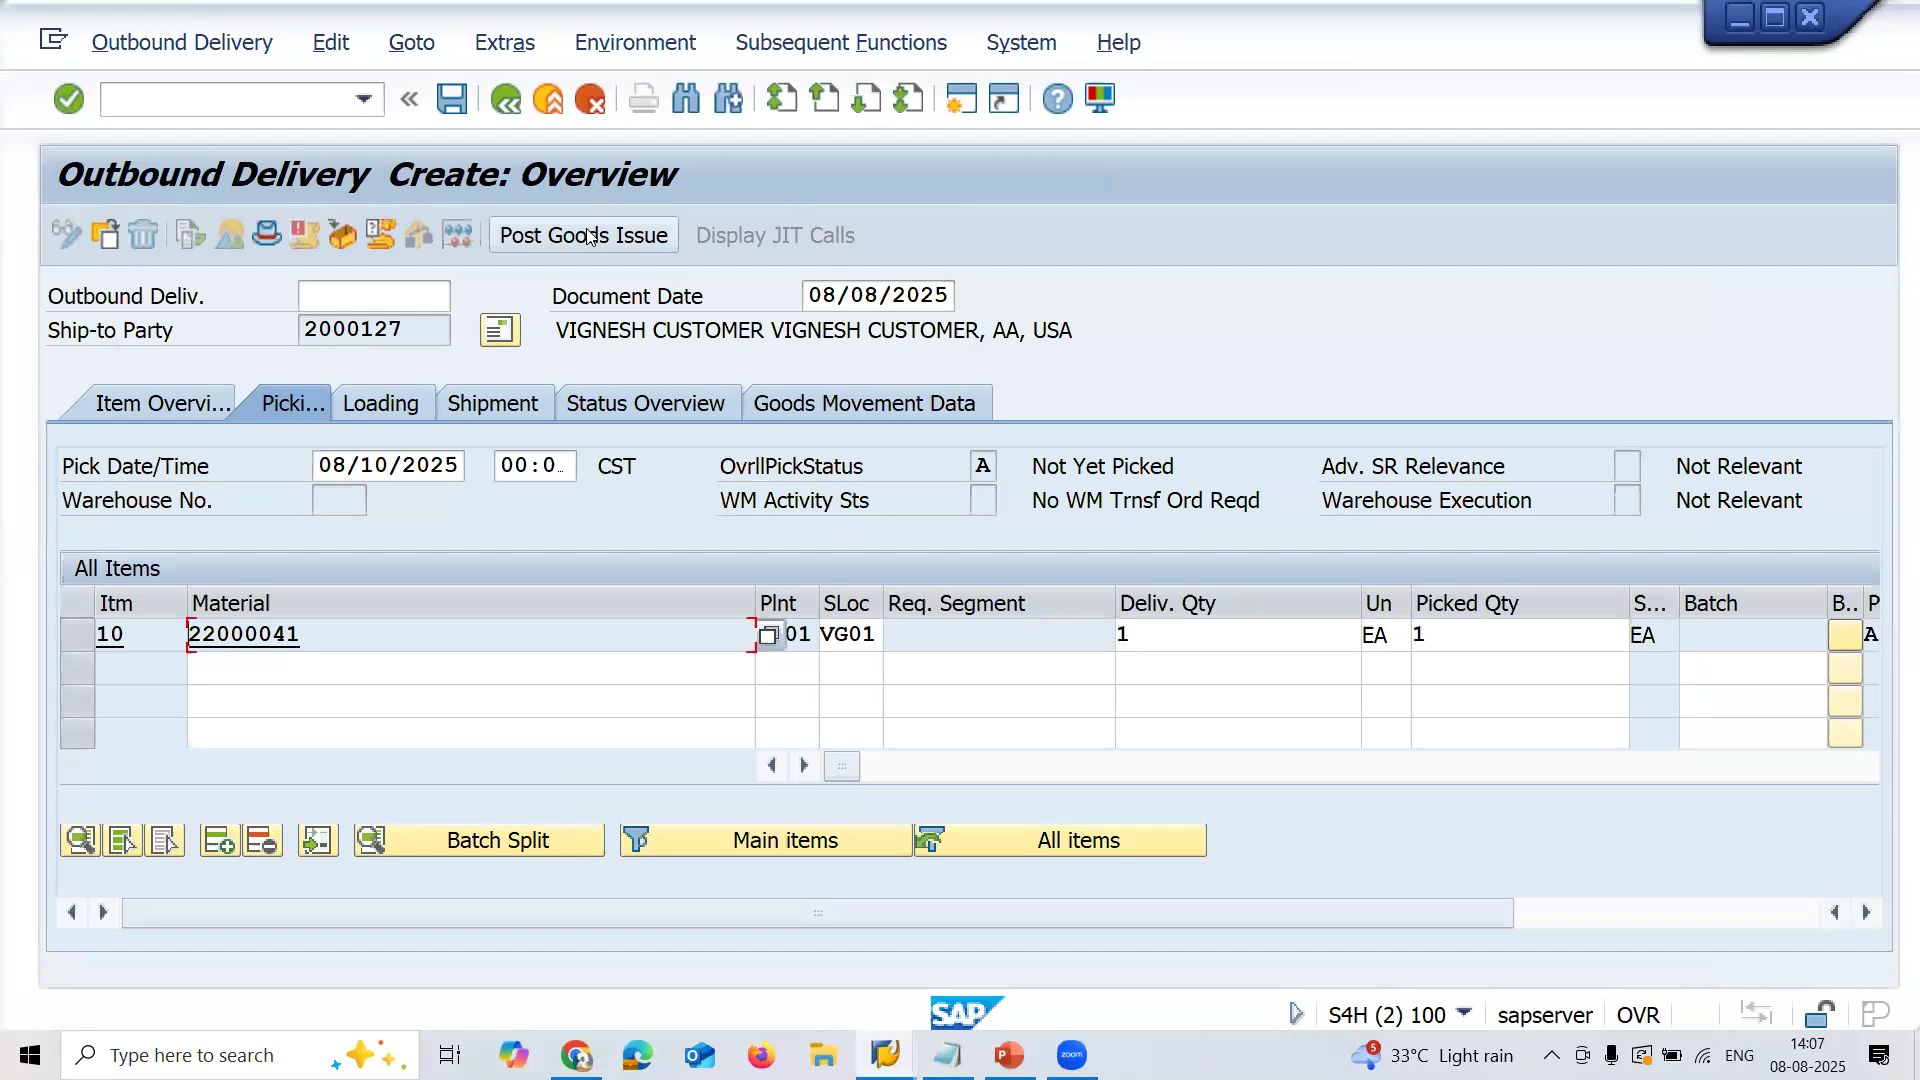 Outbound Delivery Edit Goto Extras Environment Subsequent Functions System Help
Outbound Delivery Create: Overview
Post Goods Issue Display JIT Calls
Outbound Deliv. Document Date 08/08/2025
Ship-to Party 2000127 VIGNESH CUSTOMER VIGNESH CUSTOMER, AA, USA
Item Overvi... Picki... Loading Shipment Status Overview Goods Movement Data
Pick Date/Time 08/10/2025 00:0… CST OvrllPickStatus A Not Yet Picked Adv. SR Relevance Not Relevant
Warehouse No. WM Activity Sts No WM Trnsf Ord Reqd Warehouse Execution Not Relevant
All Items
Itm Material Plnt SLoc Req. Segment Deliv. Qty Un Picked Qty S... Batch B.. P
10 22000041 01 VG01 1 EA 1 EA A
Batch Split Main items All items
SAP S4H (2) 100 sapserver OVR
Type here to search zoom 5 33°C Light rain ENG 14:07
08-08-2025